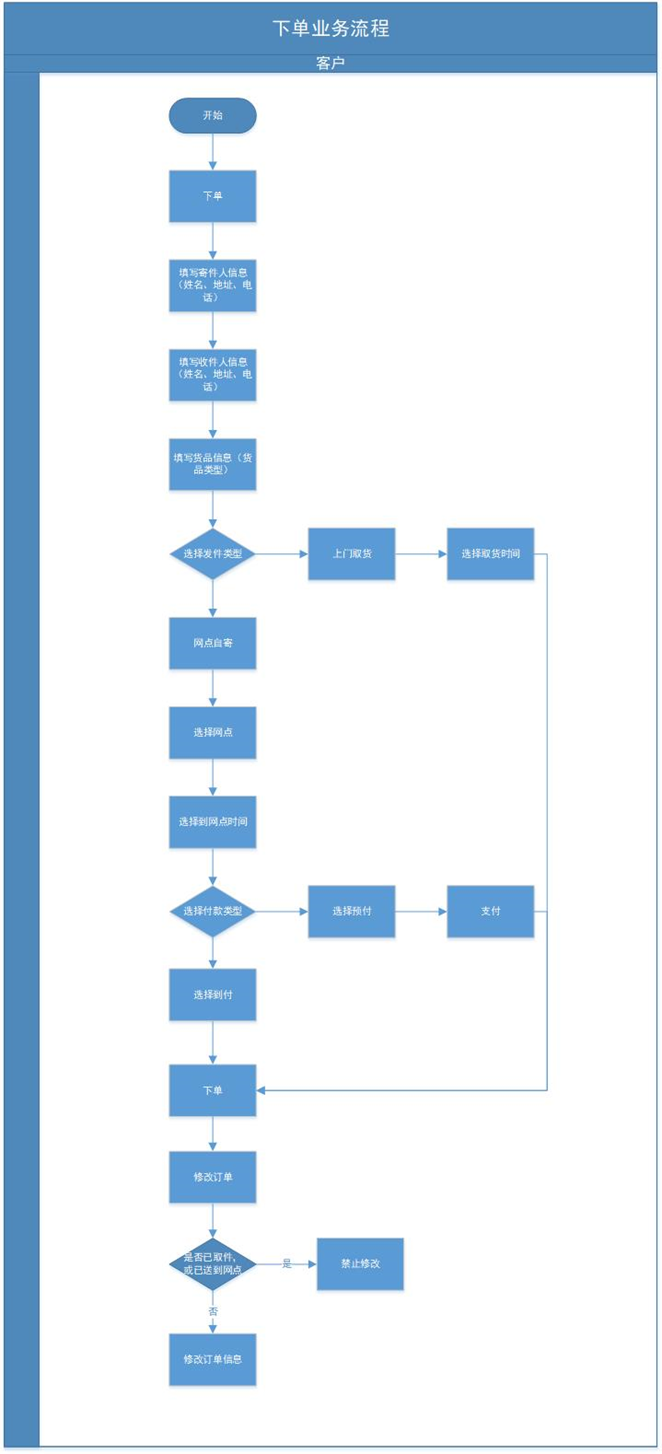 下单业务流程
客户
开始
下单
填写寄件人信息
（姓名、地址、电
话）
填写收件人信息
（姓名、地址、电
话）
填写货品信息（货
品类型）
选择发件类型
上门取货
选择取货时间
网点自寄
选择网点
选择到网点时间
选择付款类型
选择预付
支付
选择到付
下单
修改订单
是否已取件，
或已送到网点
是
禁止修改
否
修改订单信息